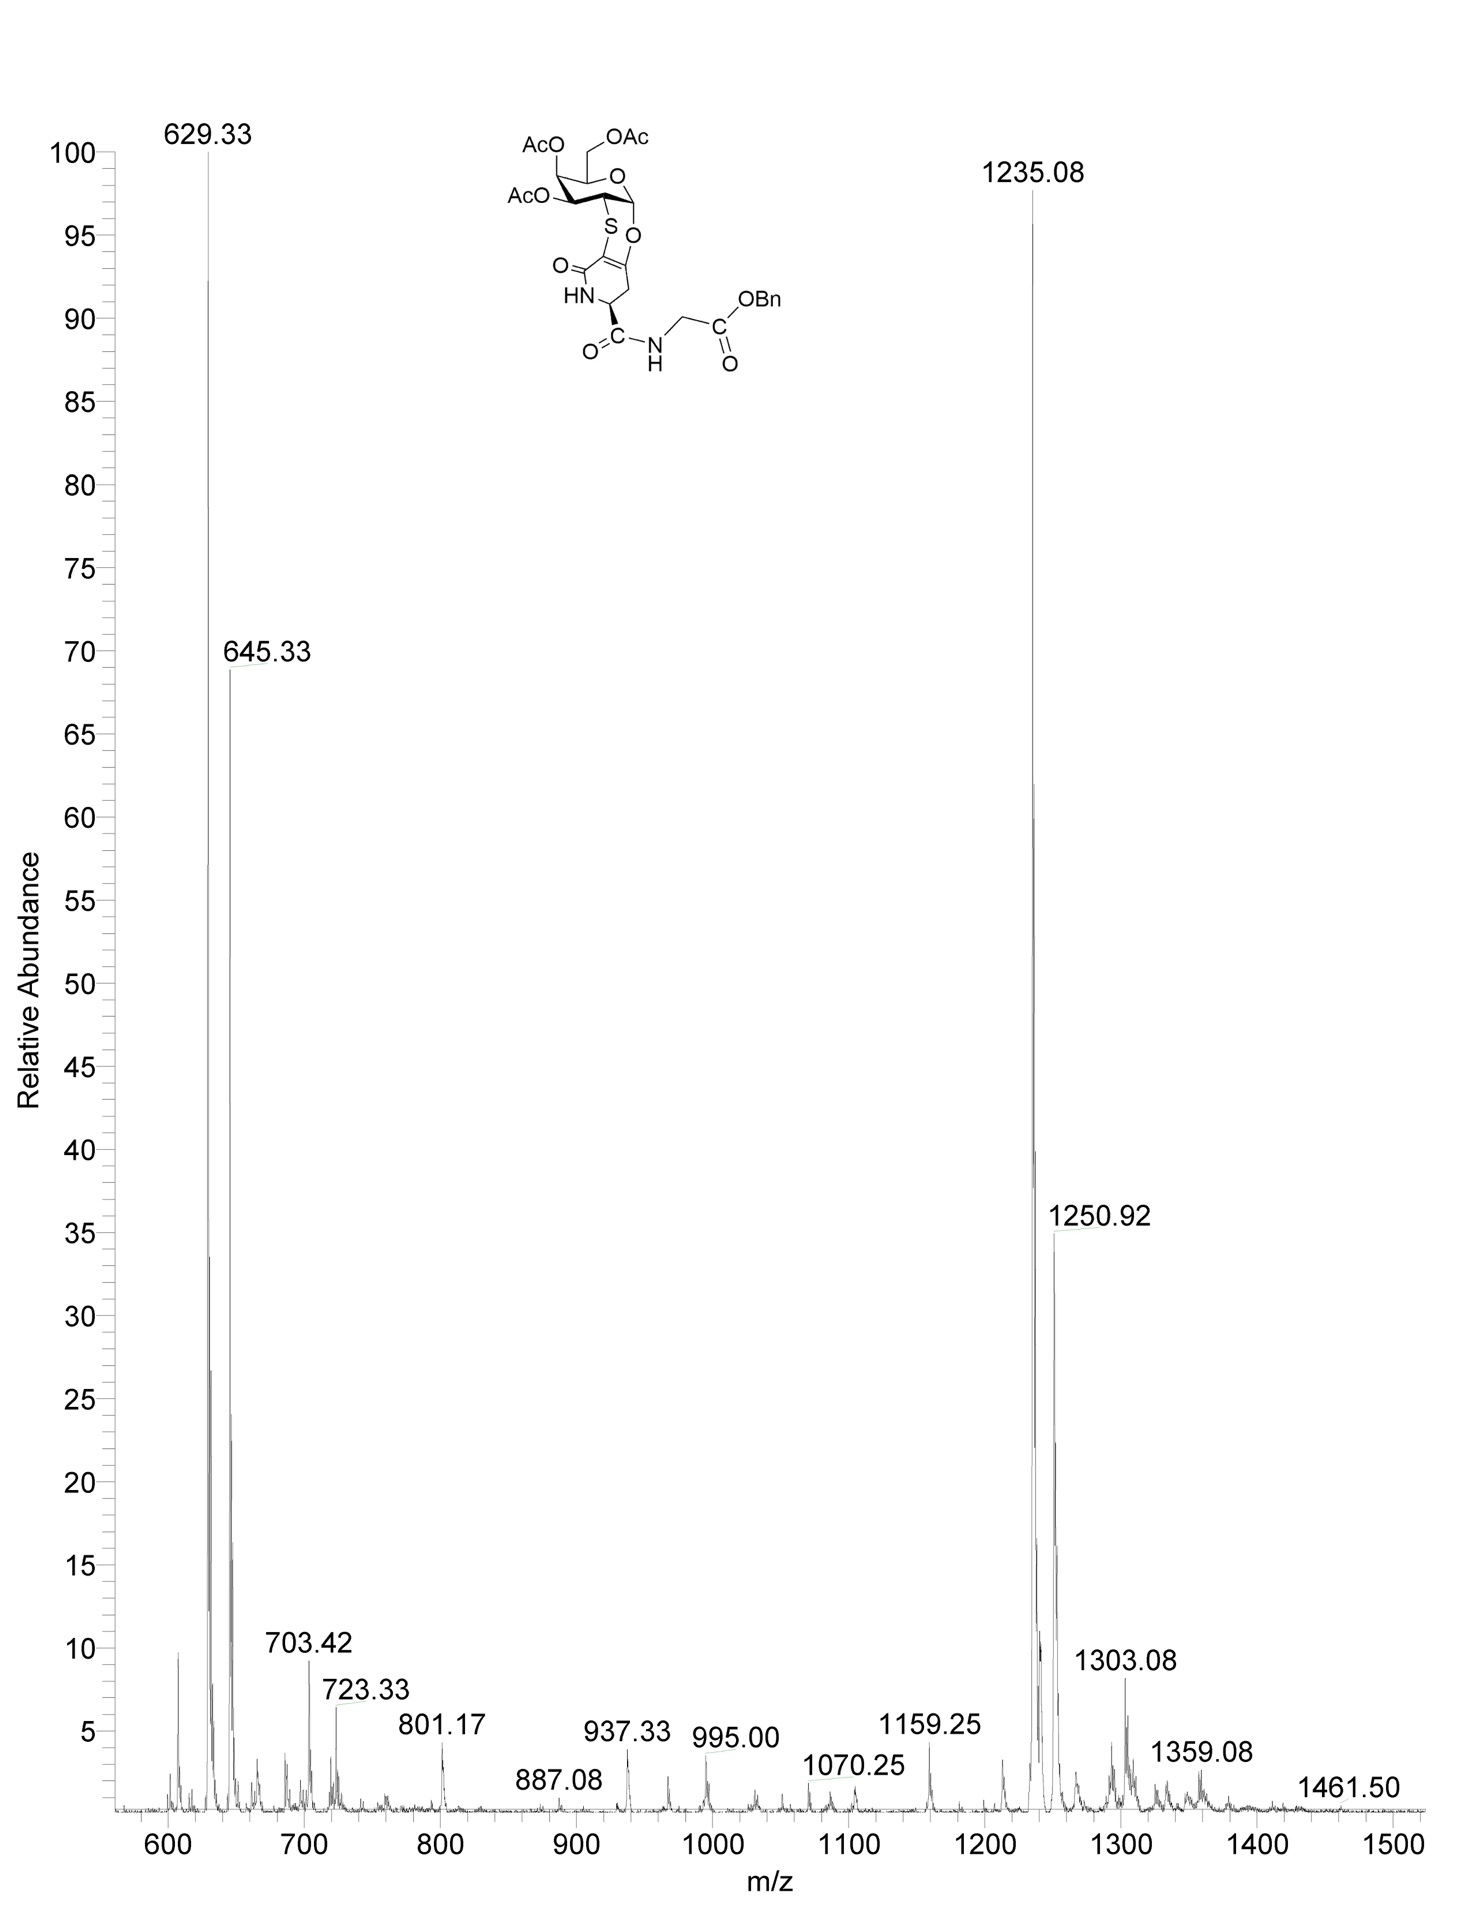 629.33
100
1235.08
AcO
OAc
O
AcO
S
O
O
HN
OBn
C
C
O
N
H
O
95
90
85
80
75
645.33
70
65
60
Relative Abundance
55
50
45
40
1250.92
35
30
25
20
15
703.42
10
1303.08
723.33
801.17
937.33
995.00
1159.25
5
887.08
1070.25
1359.08
1461.50
600 700 800 900 1000 1100 1200 1300 1400 1500
m/z